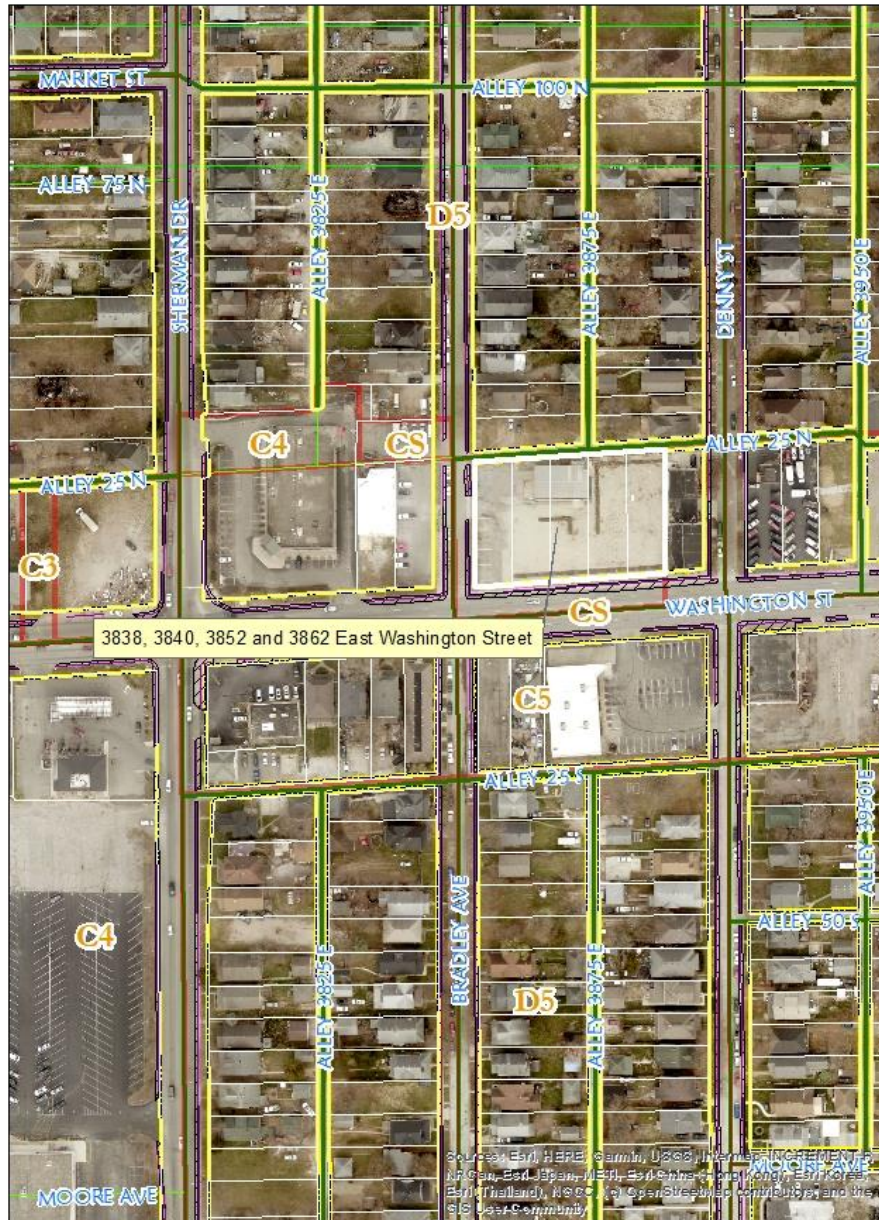 MARKET ST
ALLEY 100 N
ALLEY 75 N
SHERMAN DR
ALLEY 3825 E
D5
ALLEY 3875 E
DENNY ST
ALLEY 3950 E
C4
CS
ALLEY 25 N
ALLEY 25 N
C3
CS
WASHINGTON ST
3838, 3840, 3852 and 3862 East Washington Street
C5
ALLEY 25 S
ALLEY 3950 E
ALLEY 50 S
C4
BRADLEY AVE
ALLEY 3825 E
D5
ALLEY 3875 E
Sources: Esri, HERE, Garmin, USGS, Intermap, INCREMENT P,
NRCan, Esri Japan, METI, Esri China (Hong Kong), Esri Korea,
Esri (Thailand), NGCC, (c) OpenStreetMap contributors, and the
GIS User Community
MOORE AVE
MOORE AVE